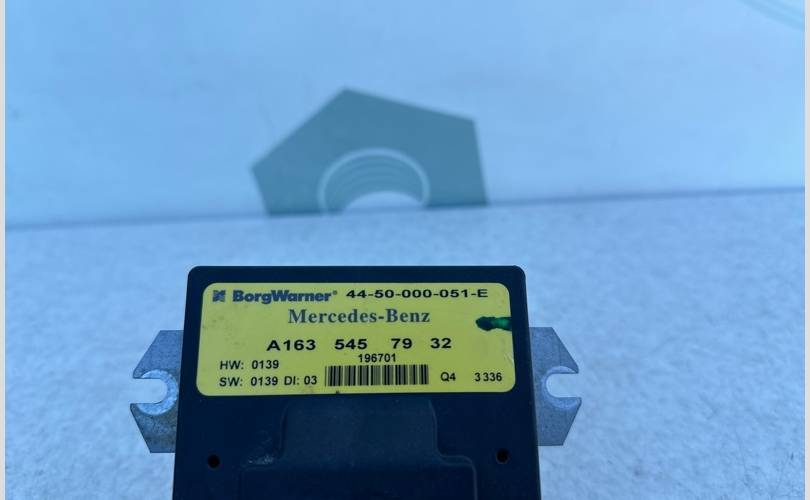 BorgWarner® 44-50-000-051-E
Mercedes-Benz
A163 545 79 32
196701
HW: 0139
SW: 0139 DI: 03 Q4 3336